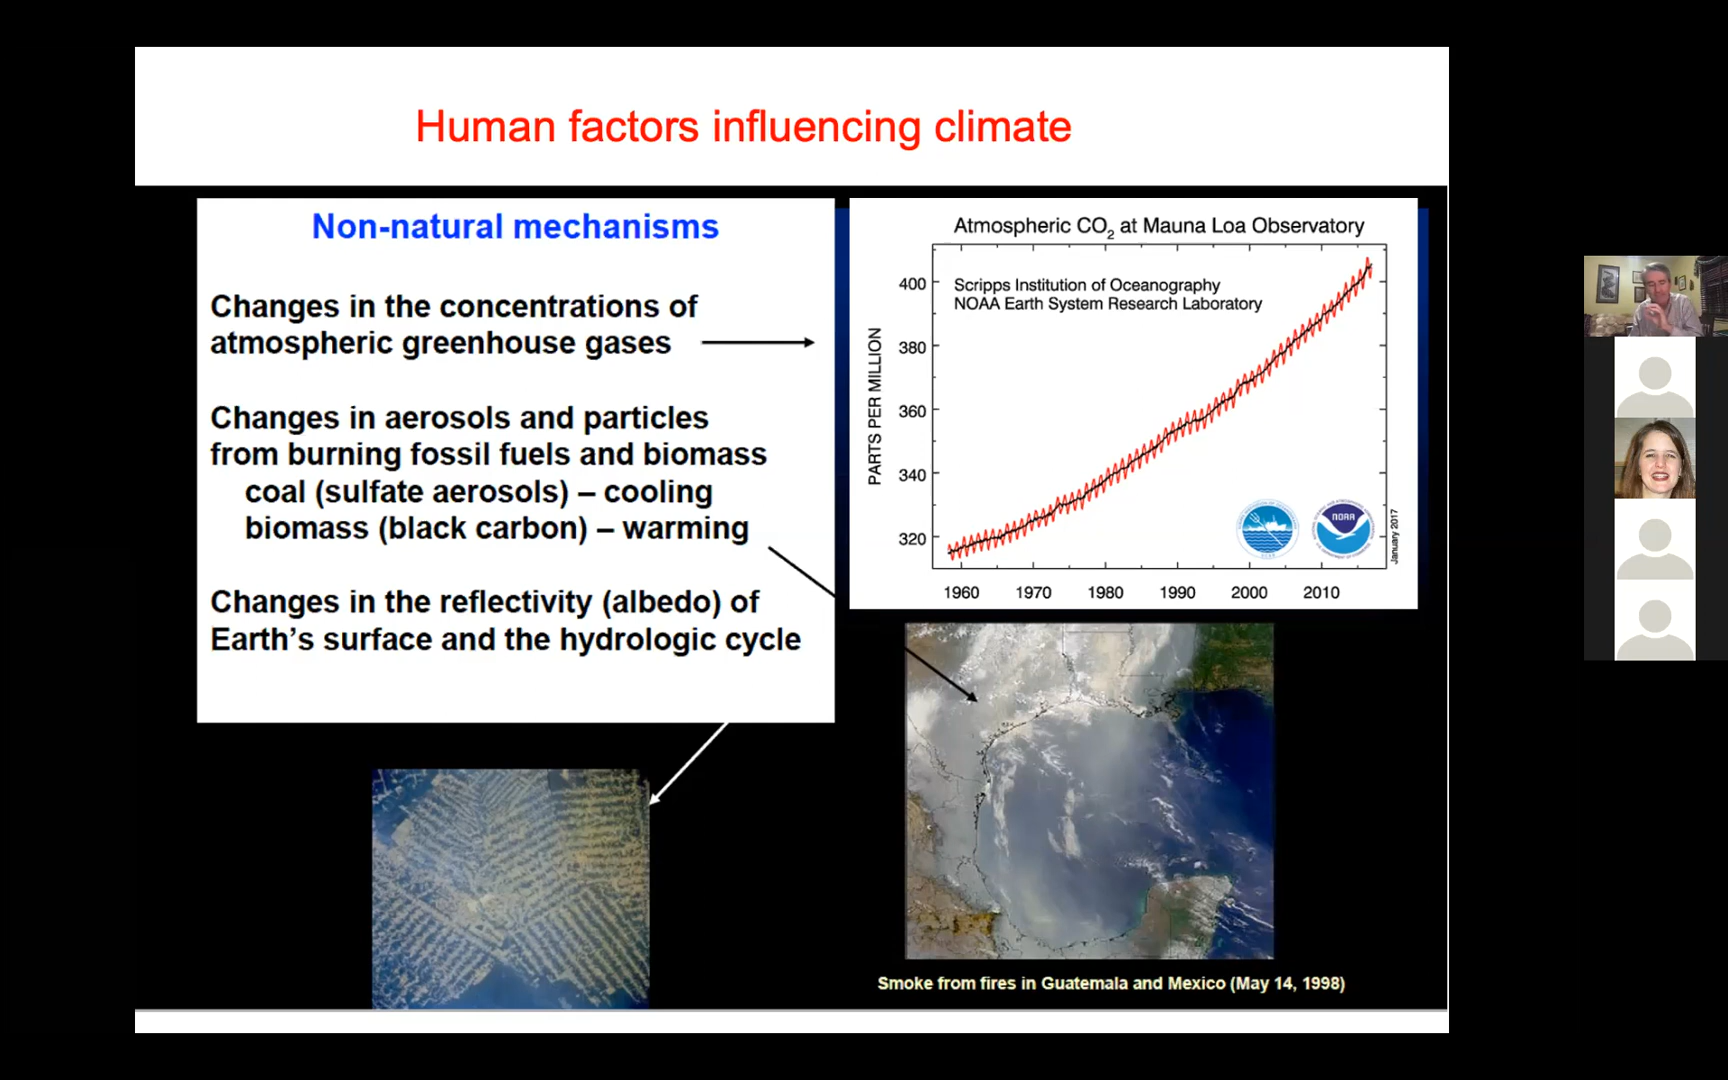 Human factors influencing climate
Non-natural mechanisms
Changes in the concentrations of
atmospheric greenhouse gases
Changes in aerosols and particles
from burning fossil fuels and biomass
coal (sulfate aerosols) – cooling
biomass (black carbon) – warming
Changes in the reflectivity (albedo) of
Earth's surface and the hydrologic cycle
Atmospheric CO2 at Mauna Loa Observatory
Scripps Institution of Oceanography
NOAA Earth System Research Laboratory
PARTS PER MILLION
400
380
360
340
320
1960 1970 1980 1990 2000 2010
NOAA
January 2017
Smoke from fires in Guatemala and Mexico (May 14, 1998)